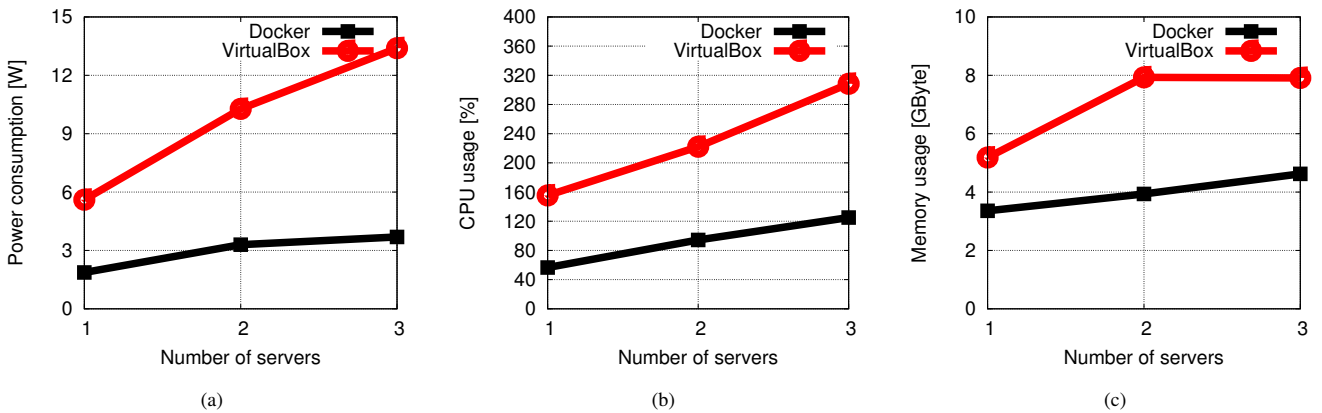 Power consumption [W]
15
12
9
6
3
0
Docker
VirtualBox
1
2
3
Number of servers
(a)
CPU usage [%]
400
360
320
280
240
200
160
120
80
40
0
Docker
VirtualBox
1
2
3
Number of servers
(b)
Memory usage [GByte]
10
8
6
4
2
0
Docker
VirtualBox
1
2
3
Number of servers
(c)